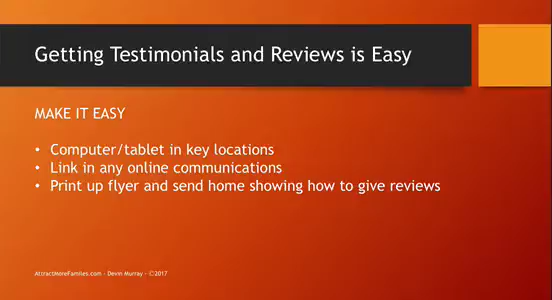 Getting Testimonials and Reviews is Easy
MAKE IT EASY
• Computer/tablet in key locations
• Link in any online communications
• Print up flyer and send home showing how to give reviews
AttractMoreFamilies.com - Devin Murray - ©2017